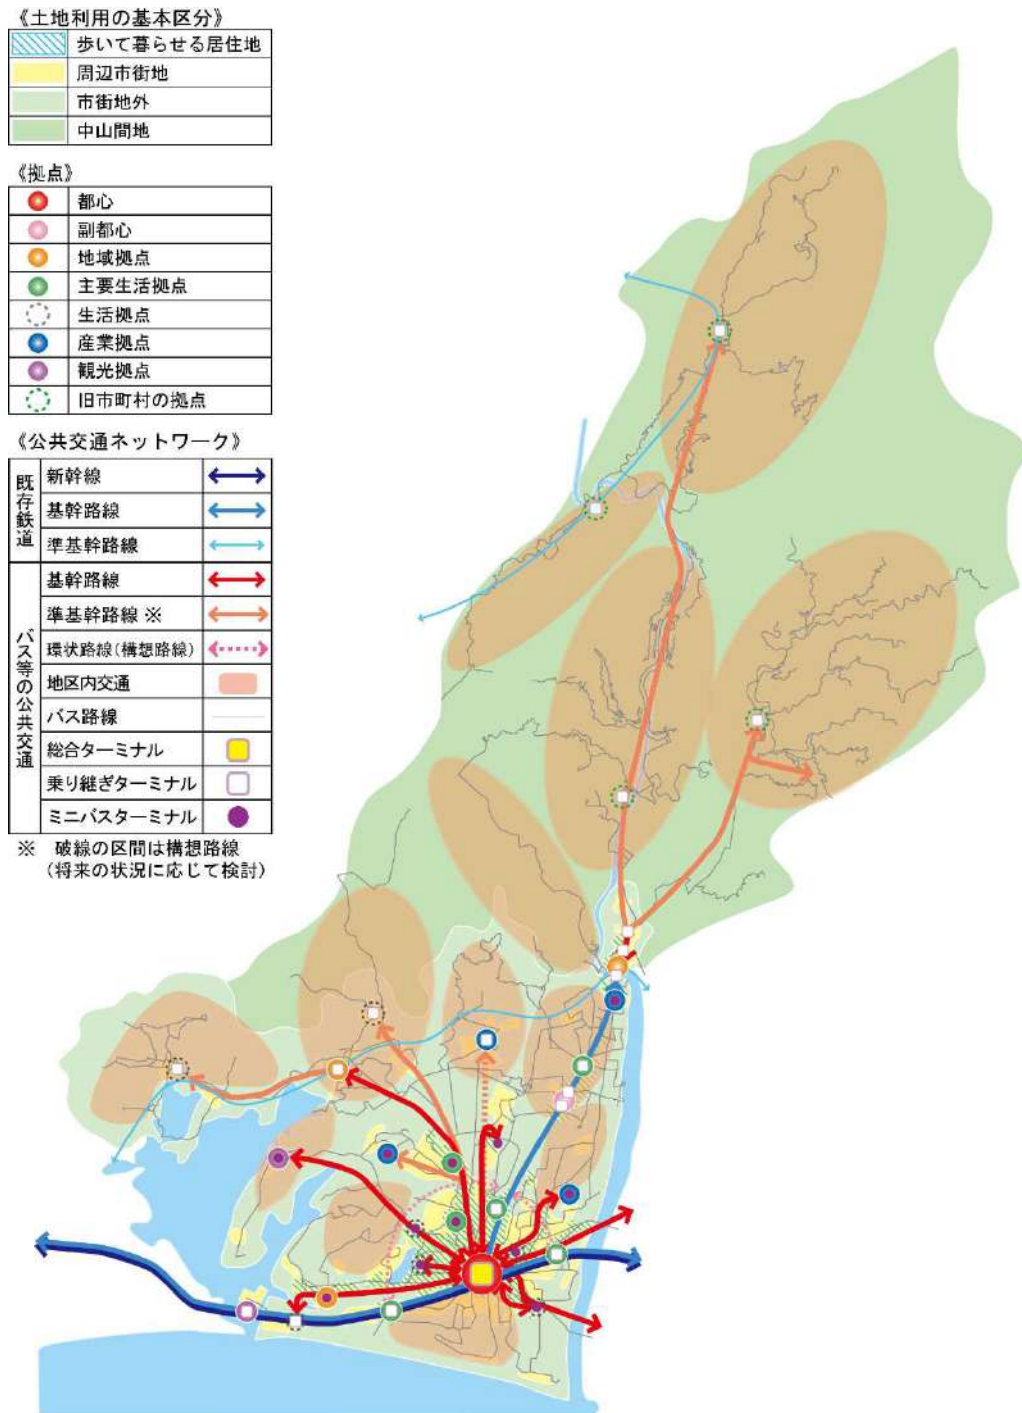 《土地利用の基本区分》
歩いて暮らせる居住地
周辺市街地
市街地外
中山間地
《拠点》
都心
副都心
地域拠点
主要生活拠点
生活拠点
産業拠点
観光拠点
旧市町村の拠点
《公共交通ネットワーク》
既存鉄道
新幹線
基幹路線
準基幹路線
バス等の公共交通
基幹路線
準基幹路線 ※
環状路線(構想路線)
地区内交通
バス路線
総合ターミナル
乗り継ぎターミナル
ミニバスターミナル
※ 破線の区間は構想路線
(将来の状況に応じて検討)